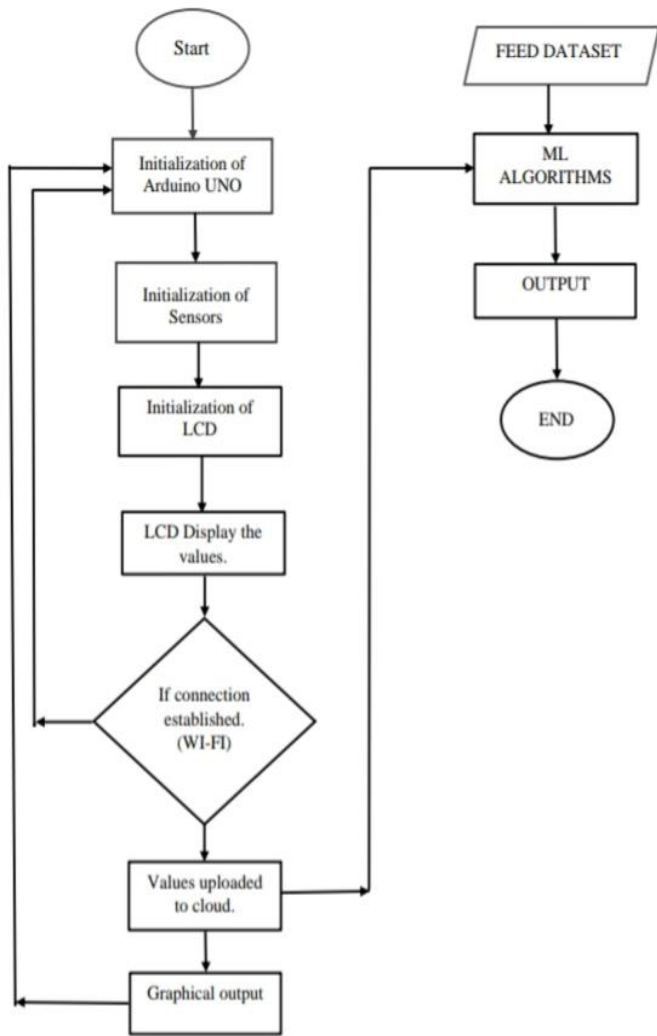 Start
Initialization of
Arduino UNO
Initialization of
Sensors
Initialization of
LCD
LCD Display the
values.
If connection
established.
(WI-FI)
Values uploaded
to cloud.
Graphical output
FEED DATASET
ML
ALGORITHMS
OUTPUT
END